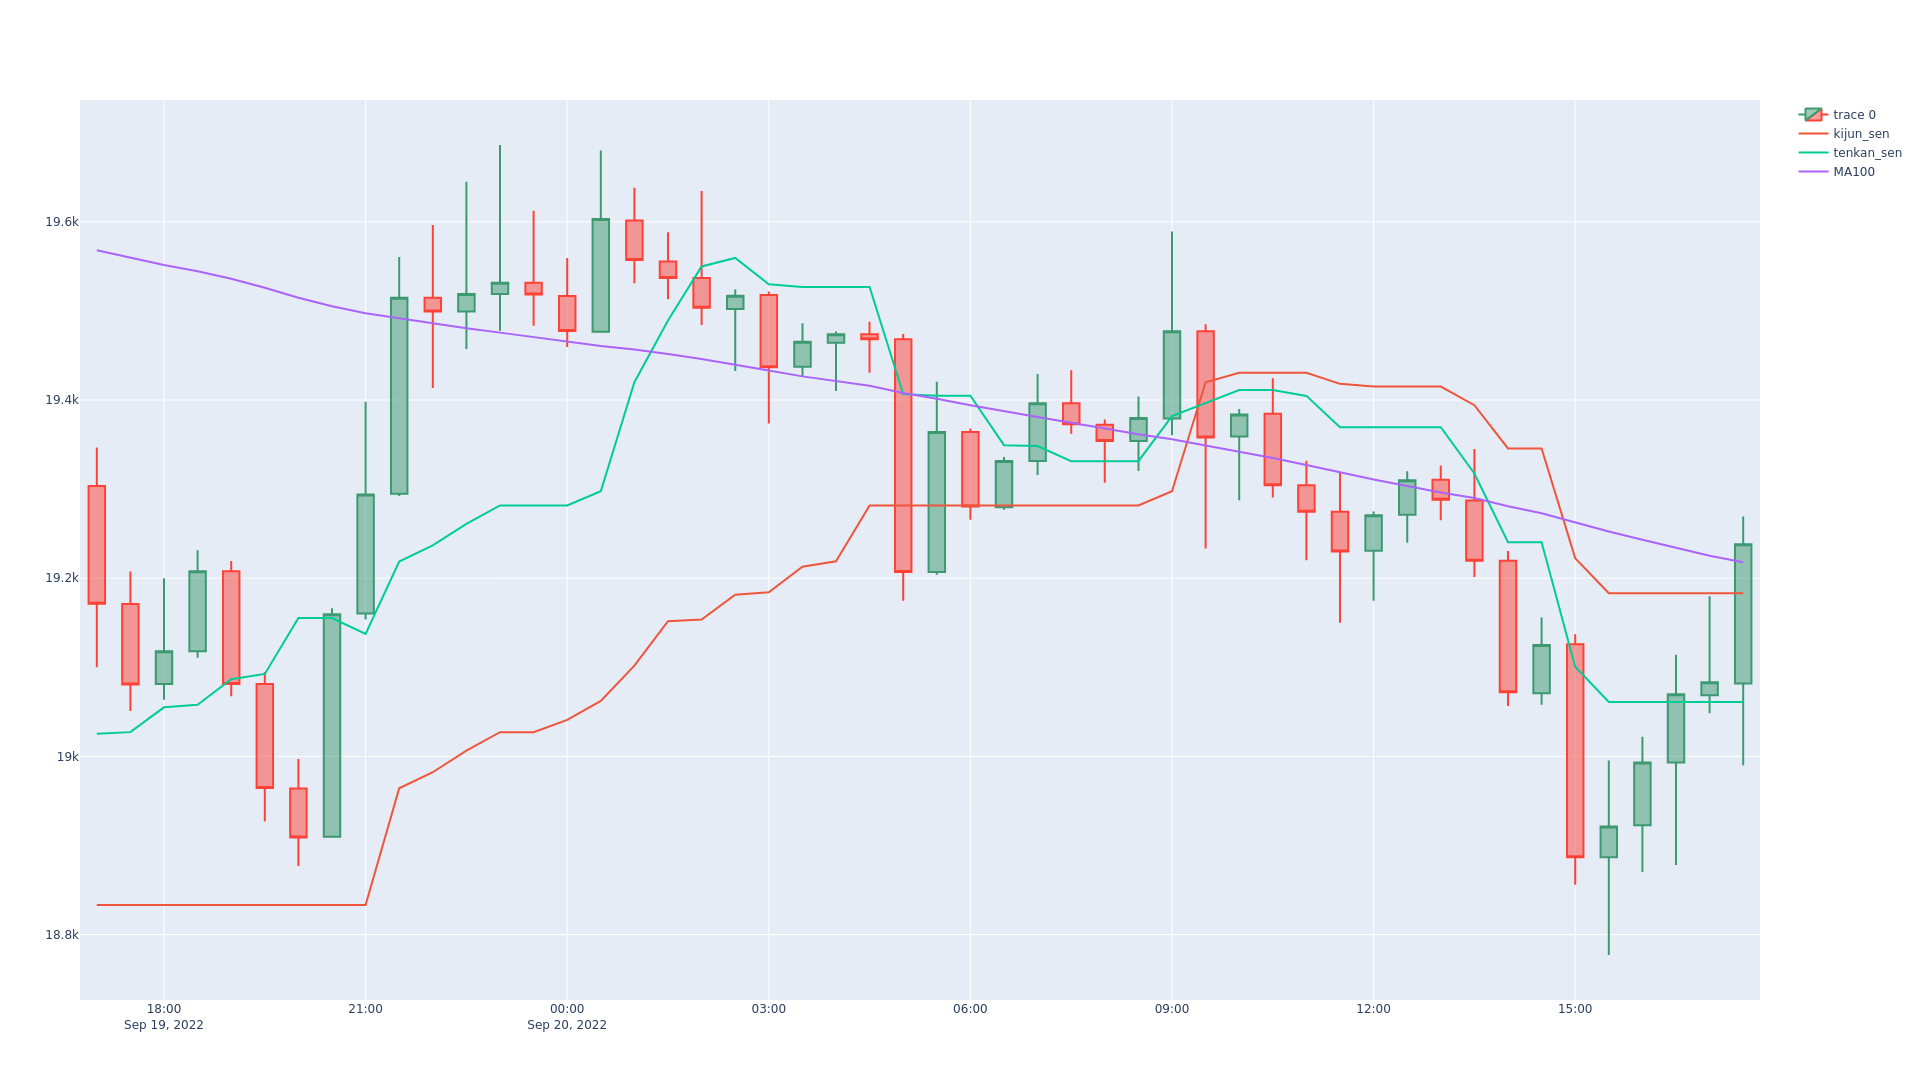 trace 0
kijun_sen
tenkan_sen
MA100
19.6k
19.4k
19.2k
19k
18.8k
18:00 21:00 00:00 03:00 06:00 09:00 12:00 15:00
Sep 19, 2022 Sep 20, 2022